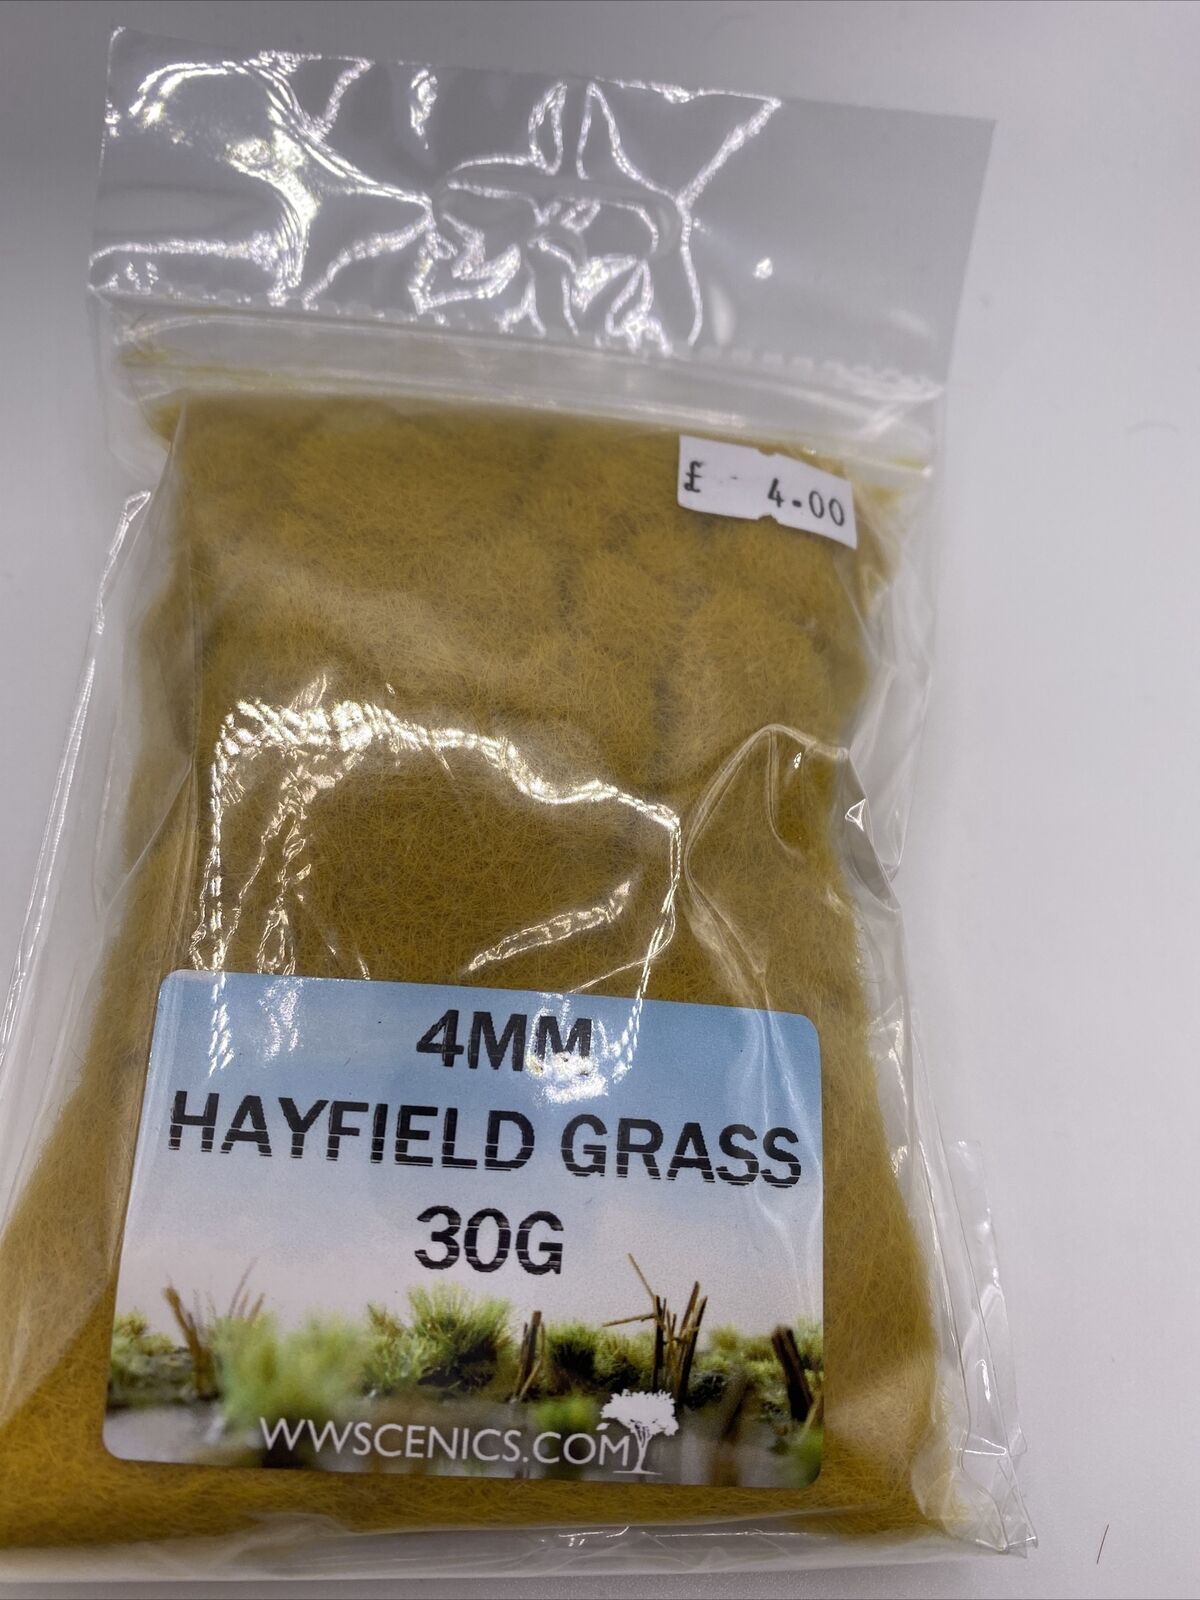 £ 4.00
4MM
HAYFIELD GRASS
30G
WWSCENICS.COM